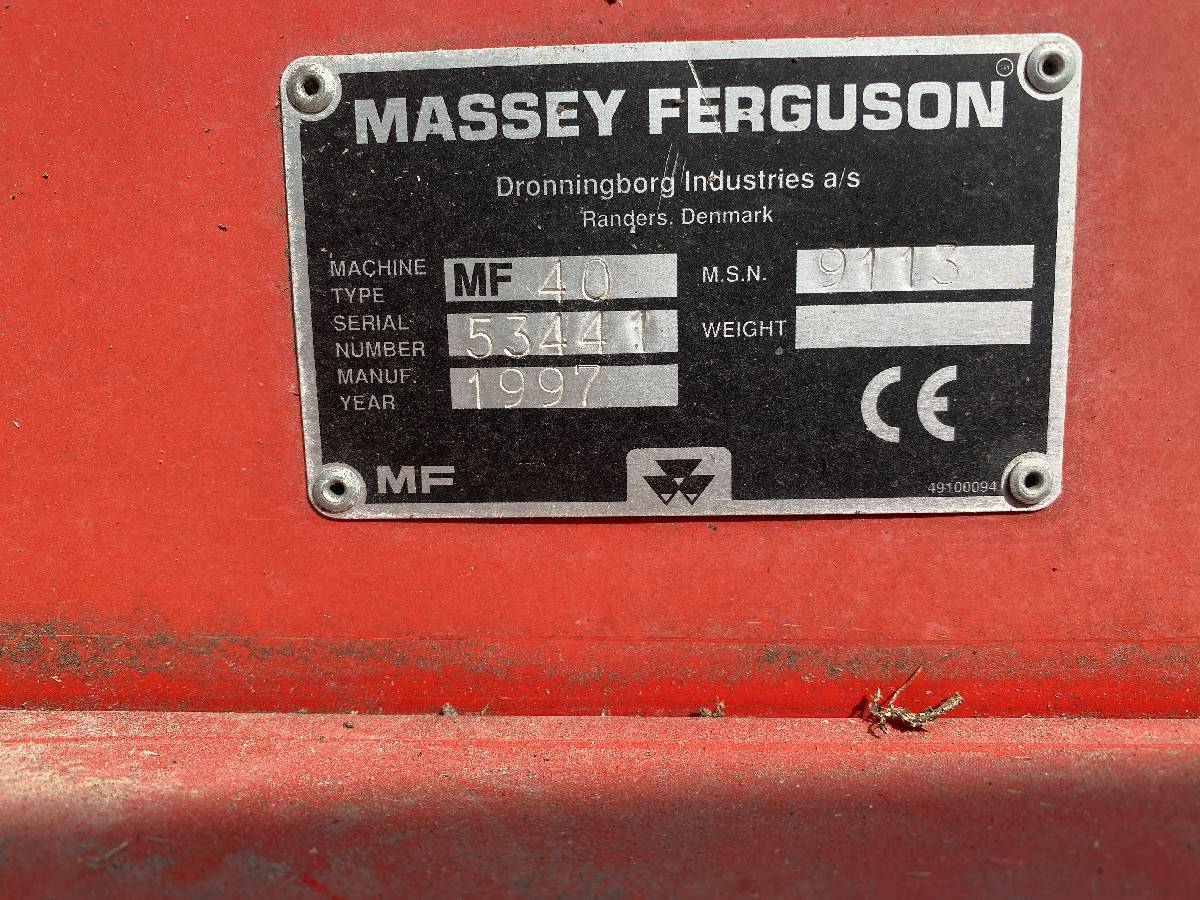 MASSEY FERGUSON
Dronningborg Industries a/s
Randers, Denmark
MACHINE TYPE MF 40
M.S.N. 9113
SERIAL NUMBER 53441
WEIGHT
MANUF. YEAR 1997
CE
MF
49100094